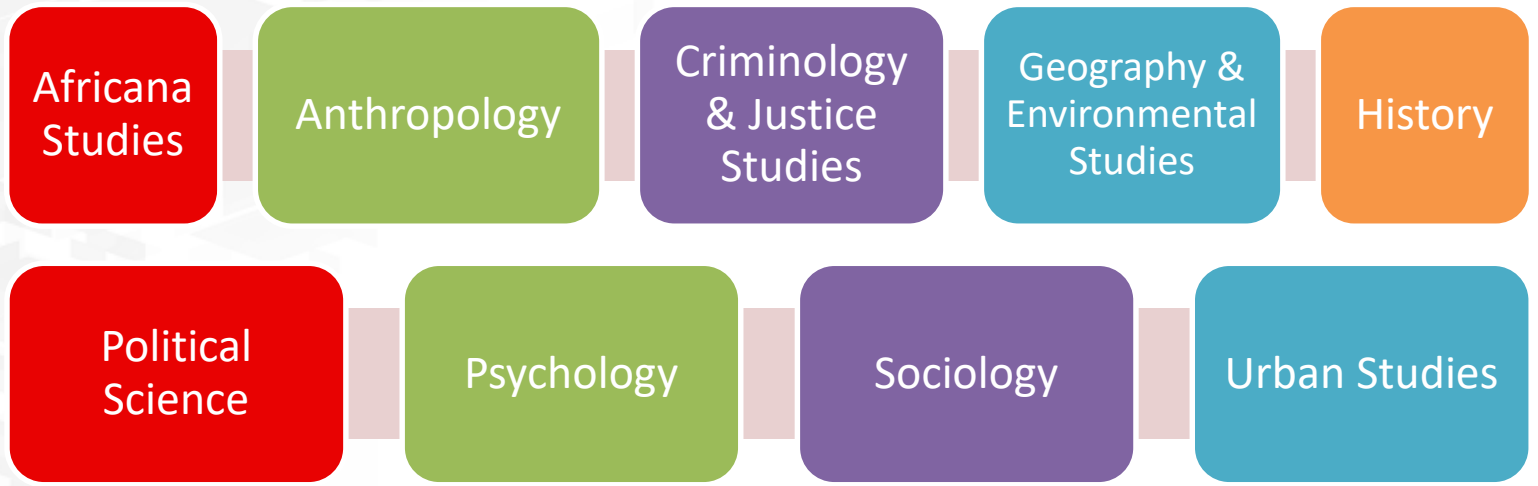 Africana
Studies
Anthropology
Criminology
& Justice
Studies
Geography &
Environmental
Studies
History
Political
Science
Psychology
Sociology
Urban Studies